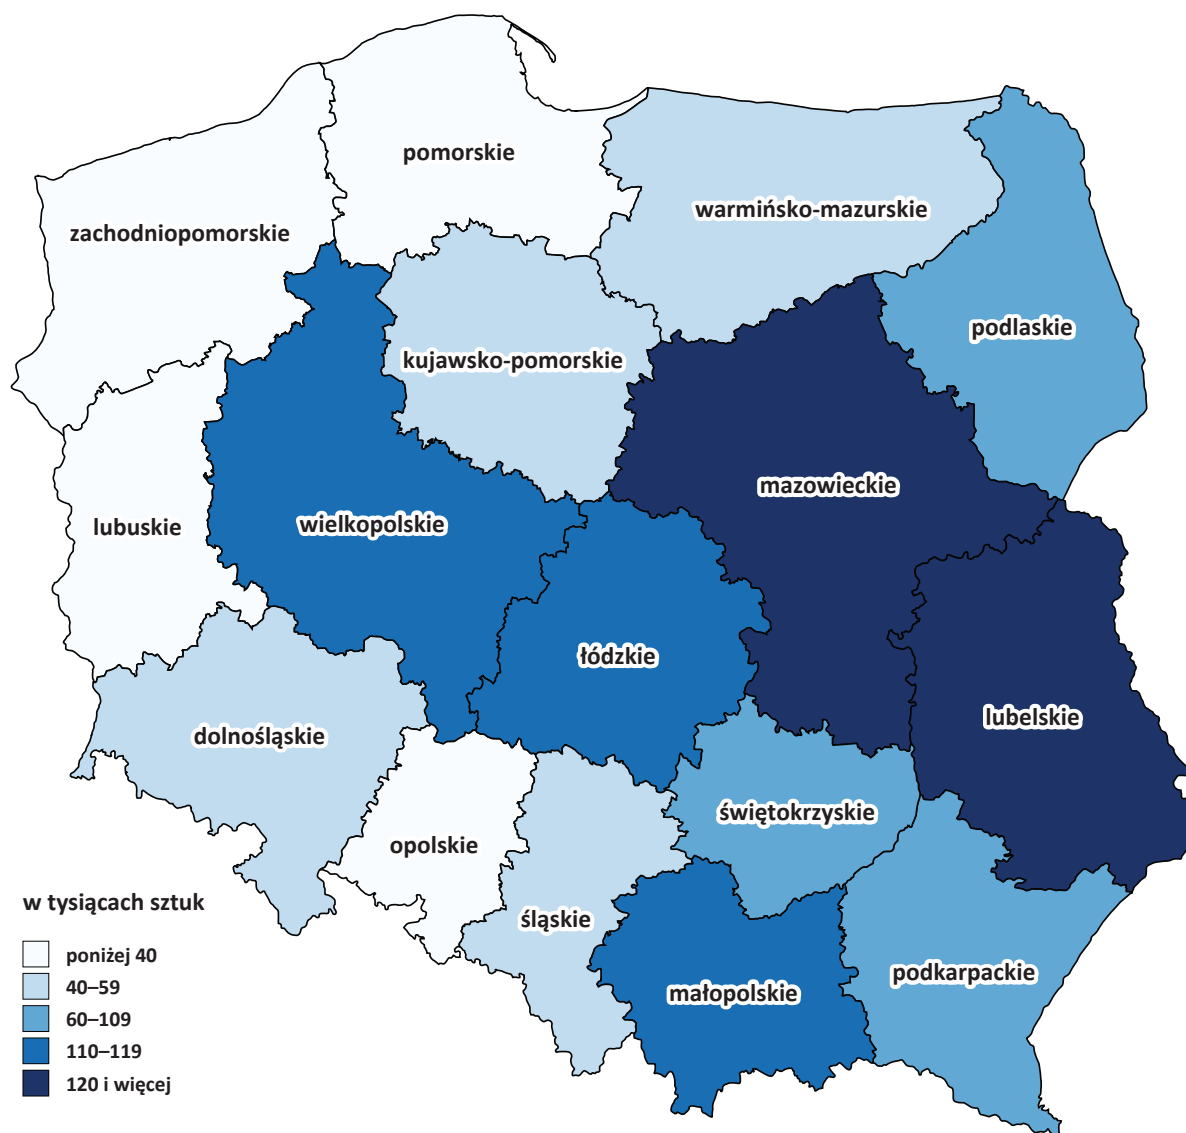 pomorskie
warmińsko-mazurskie
zachodniopomorskie
podlaskie
kujawsko-pomorskie
mazowieckie
wielkopolskie
lubuskie
łódzkie
lubelskie
dolnośląskie
świętokrzyskie
opolskie
śląskie
podkarpackie
małopolskie
w tysiącach sztuk
poniżej 40
40–59
60–109
110–119
120 i więcej